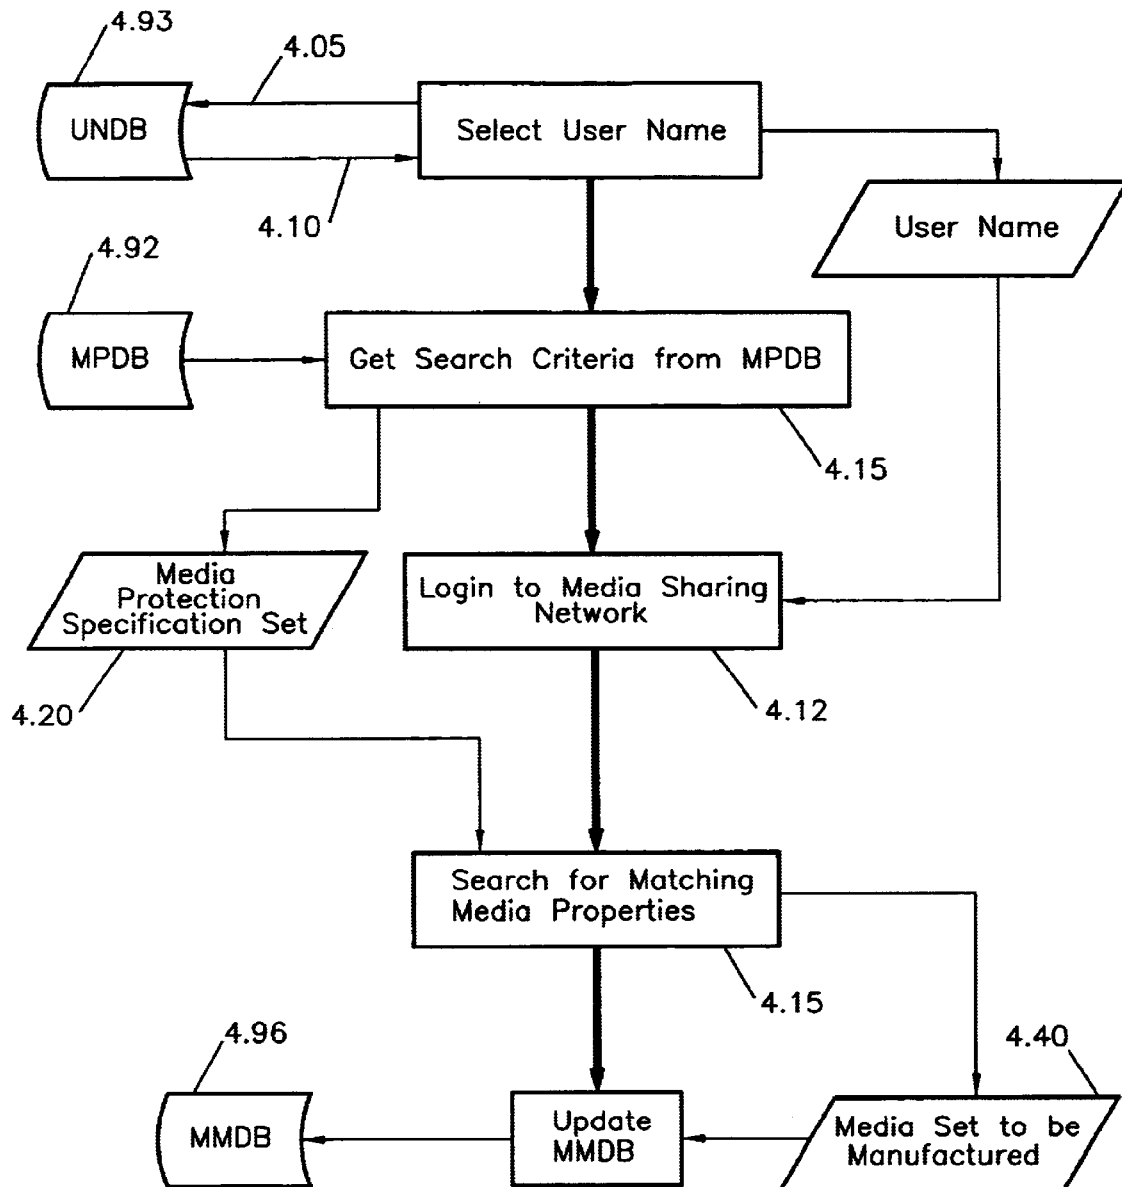 4.93
4.05
UNDB
Select User Name
4.10
User Name
4.92
MPDB
Get Search Criteria from MPDB
4.15
Media
Protection
Specification Set
Login to Media Sharing
Network
4.20
4.12
Search for Matching
Media Properties
4.15
4.96
4.40
MMDB
Update
MMDB
Media Set to be
Manufactured